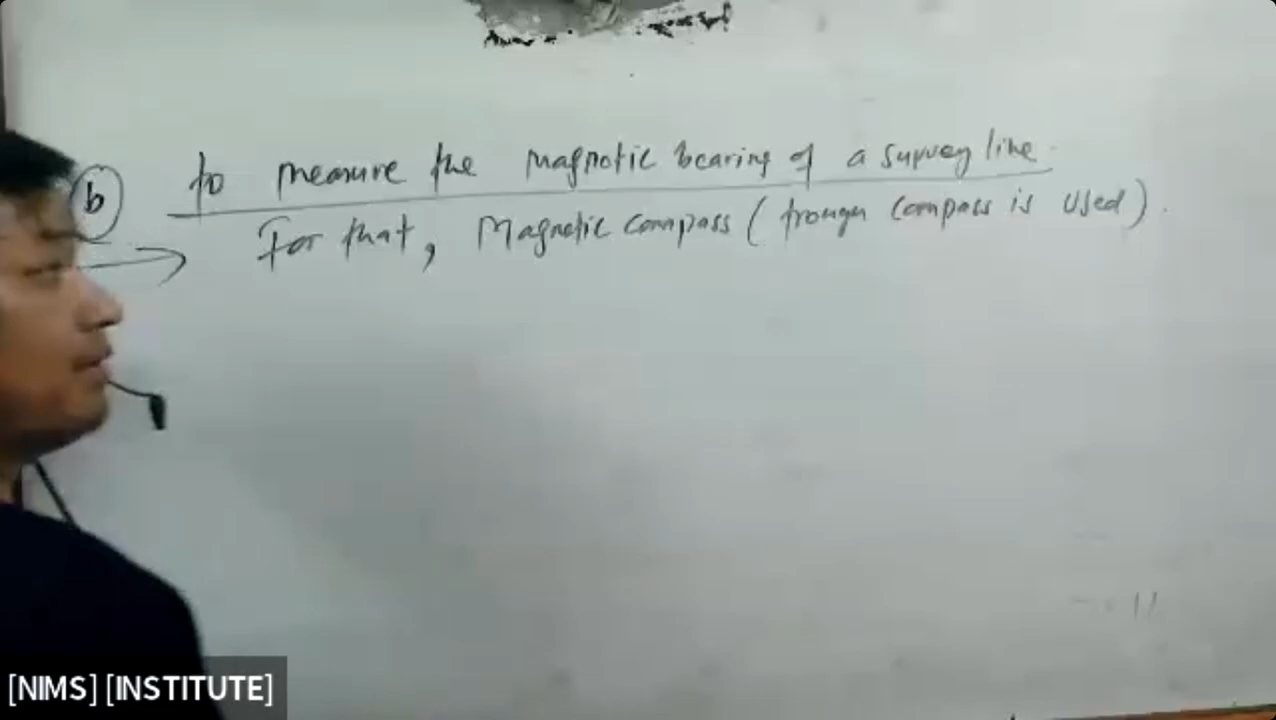 (b) to measure the magnetic bearing of a survey line.
→ For that, Magnetic compass (trough compass is used).
[NIMS] [INSTITUTE]